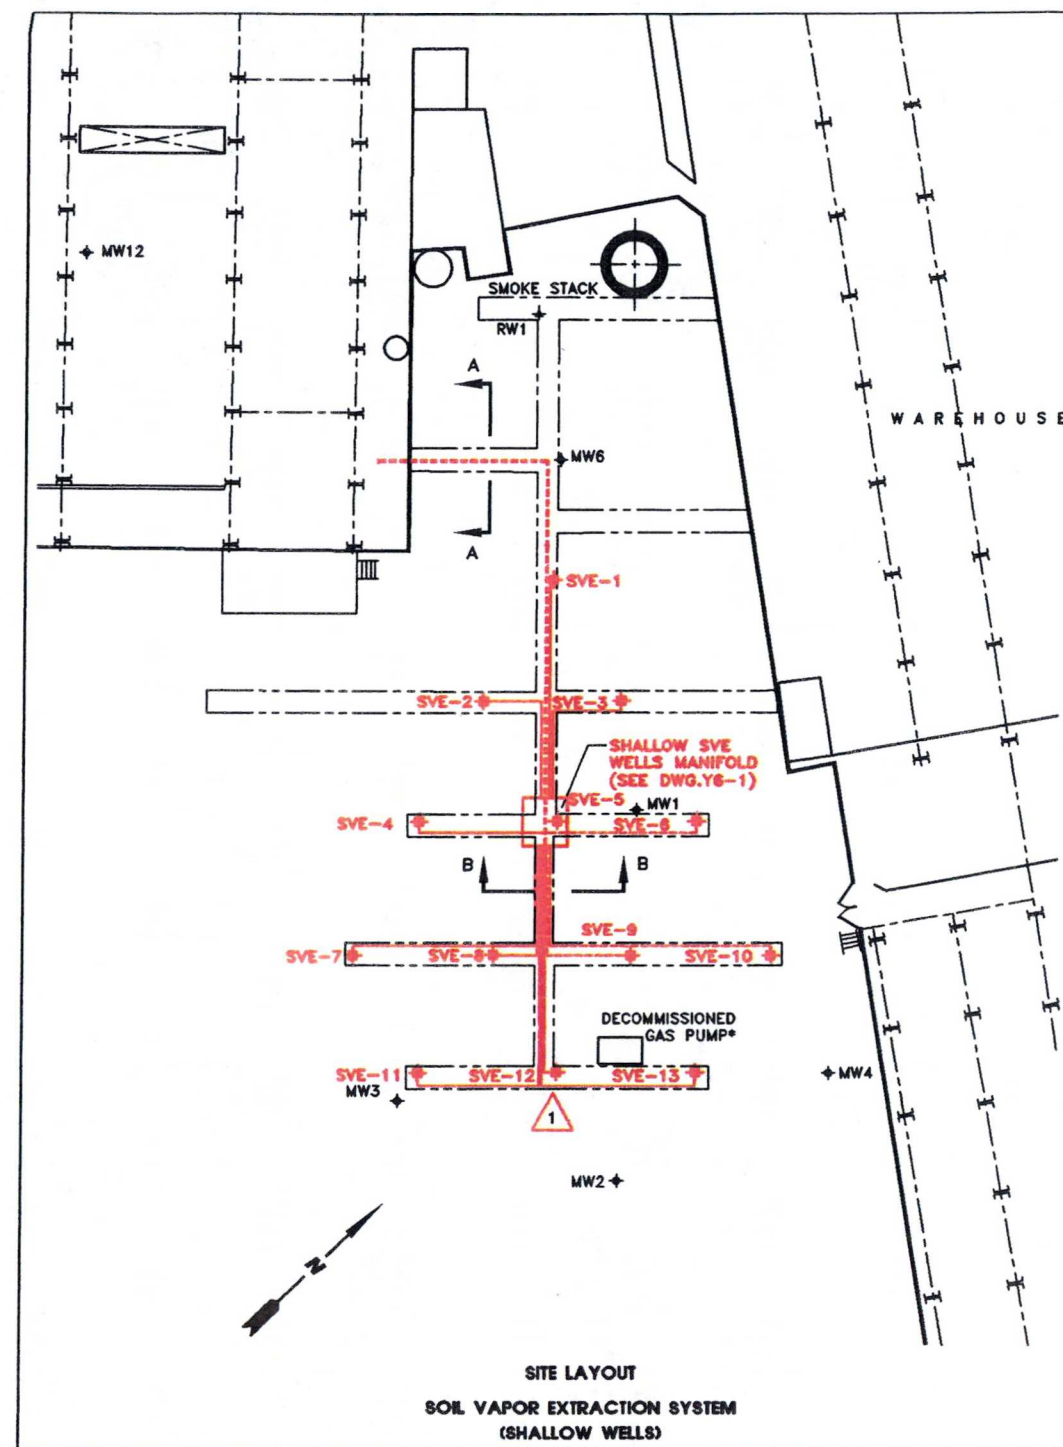 MW12
SMOKE STACK
RW1
A
WAREHOUSE
MW6
A
SVE-1
SVE-2
SVE-3
SHALLOW SVE
WELLS MANIFOLD
(SEE DWG.Y6-1)
SVE-5
MW1
SVE-4
SVE-6
B
B
SVE-9
SVE-7
SVE-8
SVE-10
DECOMMISSIONED
GAS PUMP*
SVE-11
SVE-12
SVE-13
MW4
MW3
1
MW2
N
SITE LAYOUT
SOIL VAPOR EXTRACTION SYSTEM
(SHALLOW WELLS)